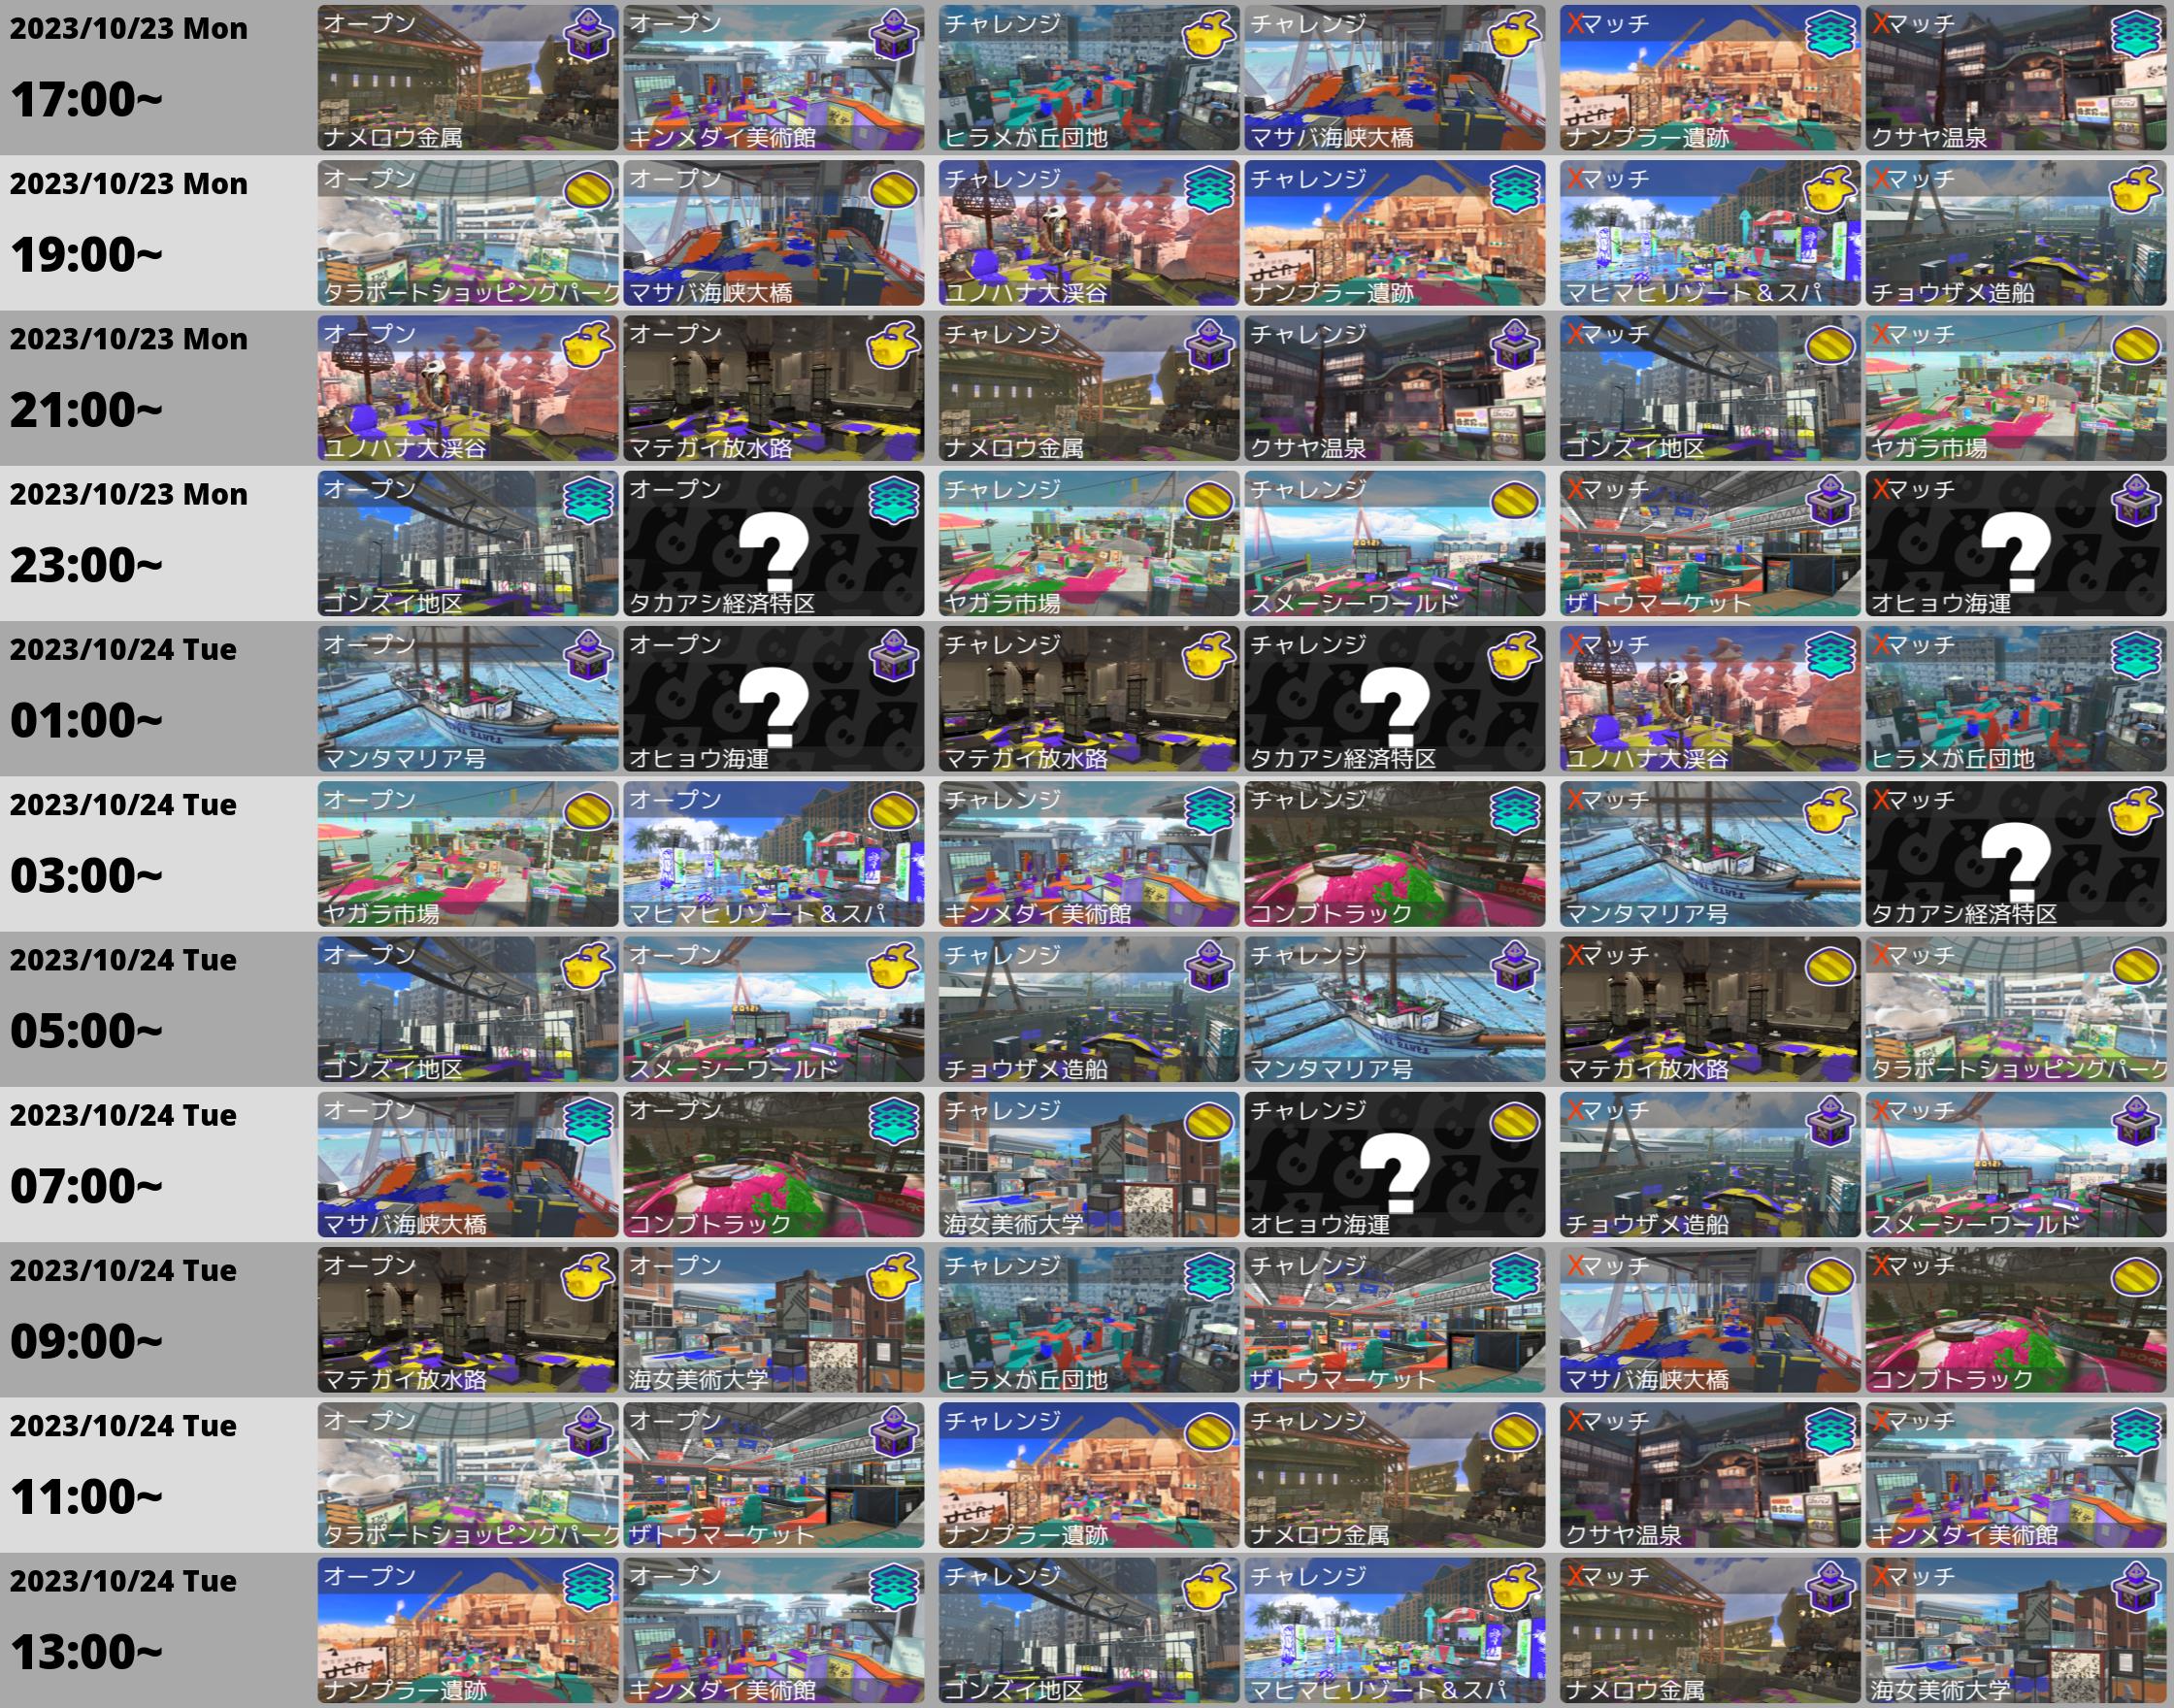 2023/10/23 Mon
17:00~
オープン
ナメロウ金属
オープン
キンメダイ美術館
チャレンジ
ヒラメが丘団地
チャレンジ
マサバ海峡大橋
Xマッチ
ナンプラー遺跡
Xマッチ
クサヤ温泉
2023/10/23 Mon
19:00~
オープン
タラポートショッピングパーク
オープン
マサバ海峡大橋
チャレンジ
ユノハナ大渓谷
チャレンジ
ナンプラー遺跡
Xマッチ
マヒマヒリゾート&スパ
Xマッチ
チョウザメ造船
2023/10/23 Mon
21:00~
オープン
ユノハナ大渓谷
オープン
マテガイ放水路
チャレンジ
ナメロウ金属
チャレンジ
クサヤ温泉
Xマッチ
ゴンズイ地区
Xマッチ
ヤガラ市場
2023/10/23 Mon
23:00~
オープン
ゴンズイ地区
オープン
?
タカアシ経済特区
チャレンジ
ヤガラ市場
チャレンジ
スメーシーワールド
Xマッチ
ザトウマーケット
Xマッチ
?
オヒョウ海運
2023/10/24 Tue
01:00~
オープン
マンタマリア号
オープン
?
オヒョウ海運
チャレンジ
マテガイ放水路
チャレンジ
?
タカアシ経済特区
Xマッチ
ユノハナ大渓谷
Xマッチ
ヒラメが丘団地
2023/10/24 Tue
03:00~
オープン
ヤガラ市場
オープン
マヒマヒリゾート&スパ
チャレンジ
キンメダイ美術館
チャレンジ
コンブトラック
Xマッチ
マンタマリア号
Xマッチ
?
タカアシ経済特区
2023/10/24 Tue
05:00~
オープン
ゴンズイ地区
オープン
スメーシーワールド
チャレンジ
チョウザメ造船
チャレンジ
マンタマリア号
Xマッチ
マテガイ放水路
Xマッチ
タラポートショッピングパーク
2023/10/24 Tue
07:00~
オープン
マサバ海峡大橋
オープン
コンブトラック
チャレンジ
海女美術大学
チャレンジ
?
オヒョウ海運
Xマッチ
チョウザメ造船
Xマッチ
スメーシーワールド
2023/10/24 Tue
09:00~
オープン
マテガイ放水路
オープン
海女美術大学
チャレンジ
ヒラメが丘団地
チャレンジ
ザトウマーケット
Xマッチ
マサバ海峡大橋
Xマッチ
コンブトラック
2023/10/24 Tue
11:00~
オープン
タラポートショッピングパーク
オープン
ザトウマーケット
チャレンジ
ナンプラー遺跡
チャレンジ
ナメロウ金属
Xマッチ
クサヤ温泉
Xマッチ
キンメダイ美術館
2023/10/24 Tue
13:00~
オープン
ナンプラー遺跡
オープン
キンメダイ美術館
チャレンジ
ゴンズイ地区
チャレンジ
マヒマヒリゾート&スパ
Xマッチ
ナメロウ金属
Xマッチ
海女美術大学